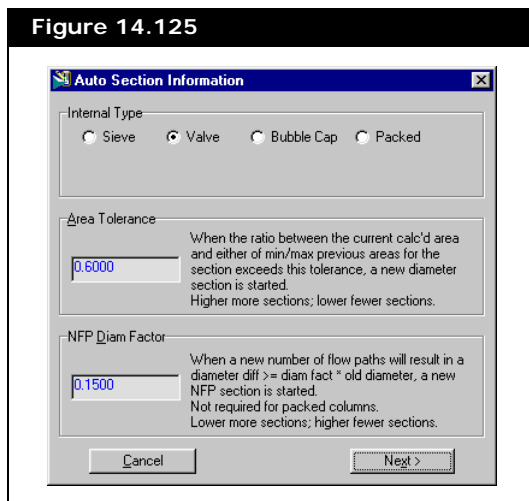 Figure 14.125
Auto Section Information
Internal Type
Sieve Valve Bubble Cap Packed
Area Tolerance
0.6000
When the ratio between the current calc'd area
and either of min/max previous areas for the
section exceeds this tolerance, a new diameter
section is started.
Higher more sections; lower fewer sections.
NFP Diam Factor
0.1500
When a new number of flow paths will result in a
diameter diff >= diam fact * old diameter, a new
NFP section is started.
Not required for packed columns.
Lower more sections; higher fewer sections.
Cancel Next >